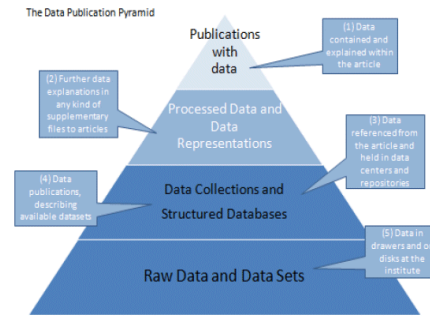 The Data Publication Pyramid
Publications
with
data
(1) Data
contained and
explained within
the article
(2) Further data
explanations in
any kind of
supplementary
files to articles
Processed Data and
Data
Representations
(3) Data
referenced from
the article and
held in data
centers and
repositories
(4) Data
publications,
describing
available datasets
Data Collections and
Structured Databases
(5) Data in
drawers and on
disks at the
institute
Raw Data and Data Sets